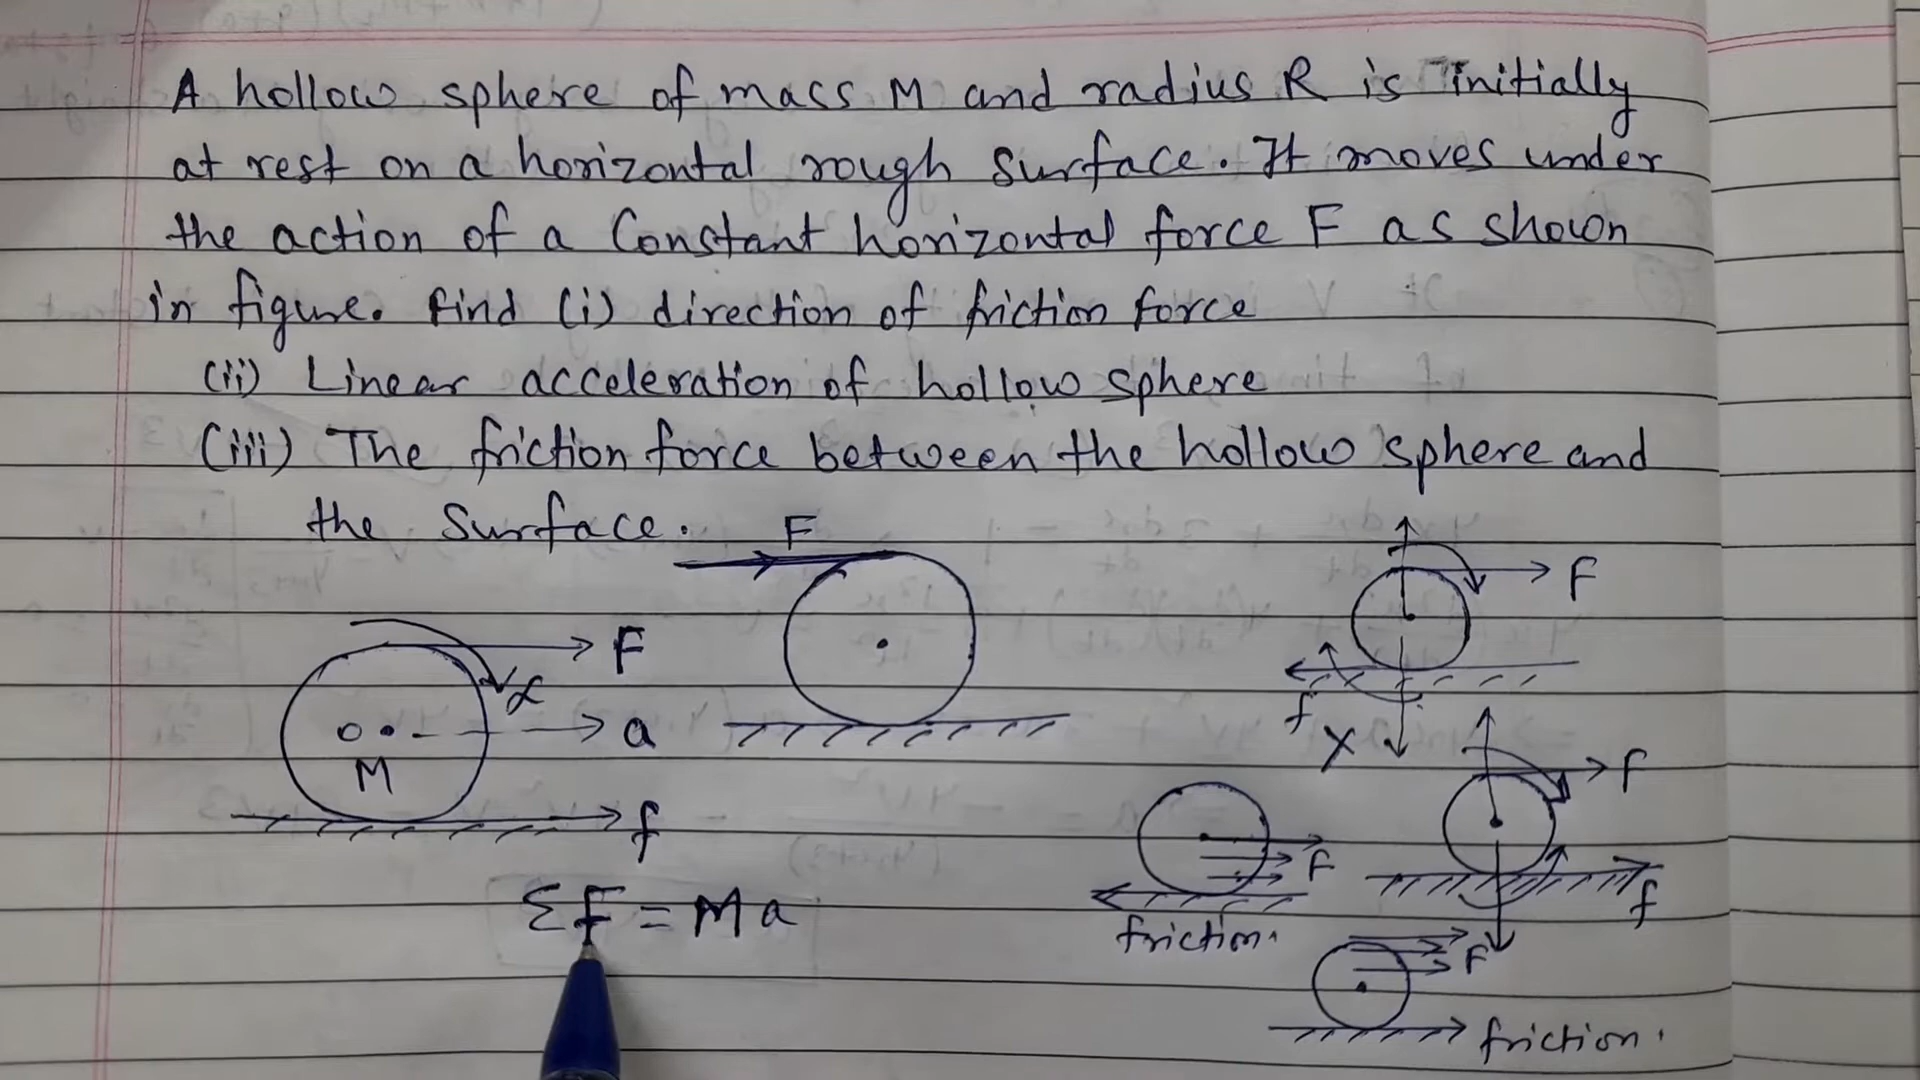 A hollow sphere of mass M and radius R is initially
at rest on a horizontal rough surface. It moves under
the action of a Constant horizontal force F as shown
in figure. find (i) direction of friction force
(ii) Linear acceleration of hollow sphere
(iii) The friction force between the hollow sphere and
the Surface.
F
F
F
α
a
M
f
f
X
f
F
f
friction.
F
friction.
ΣF = Ma